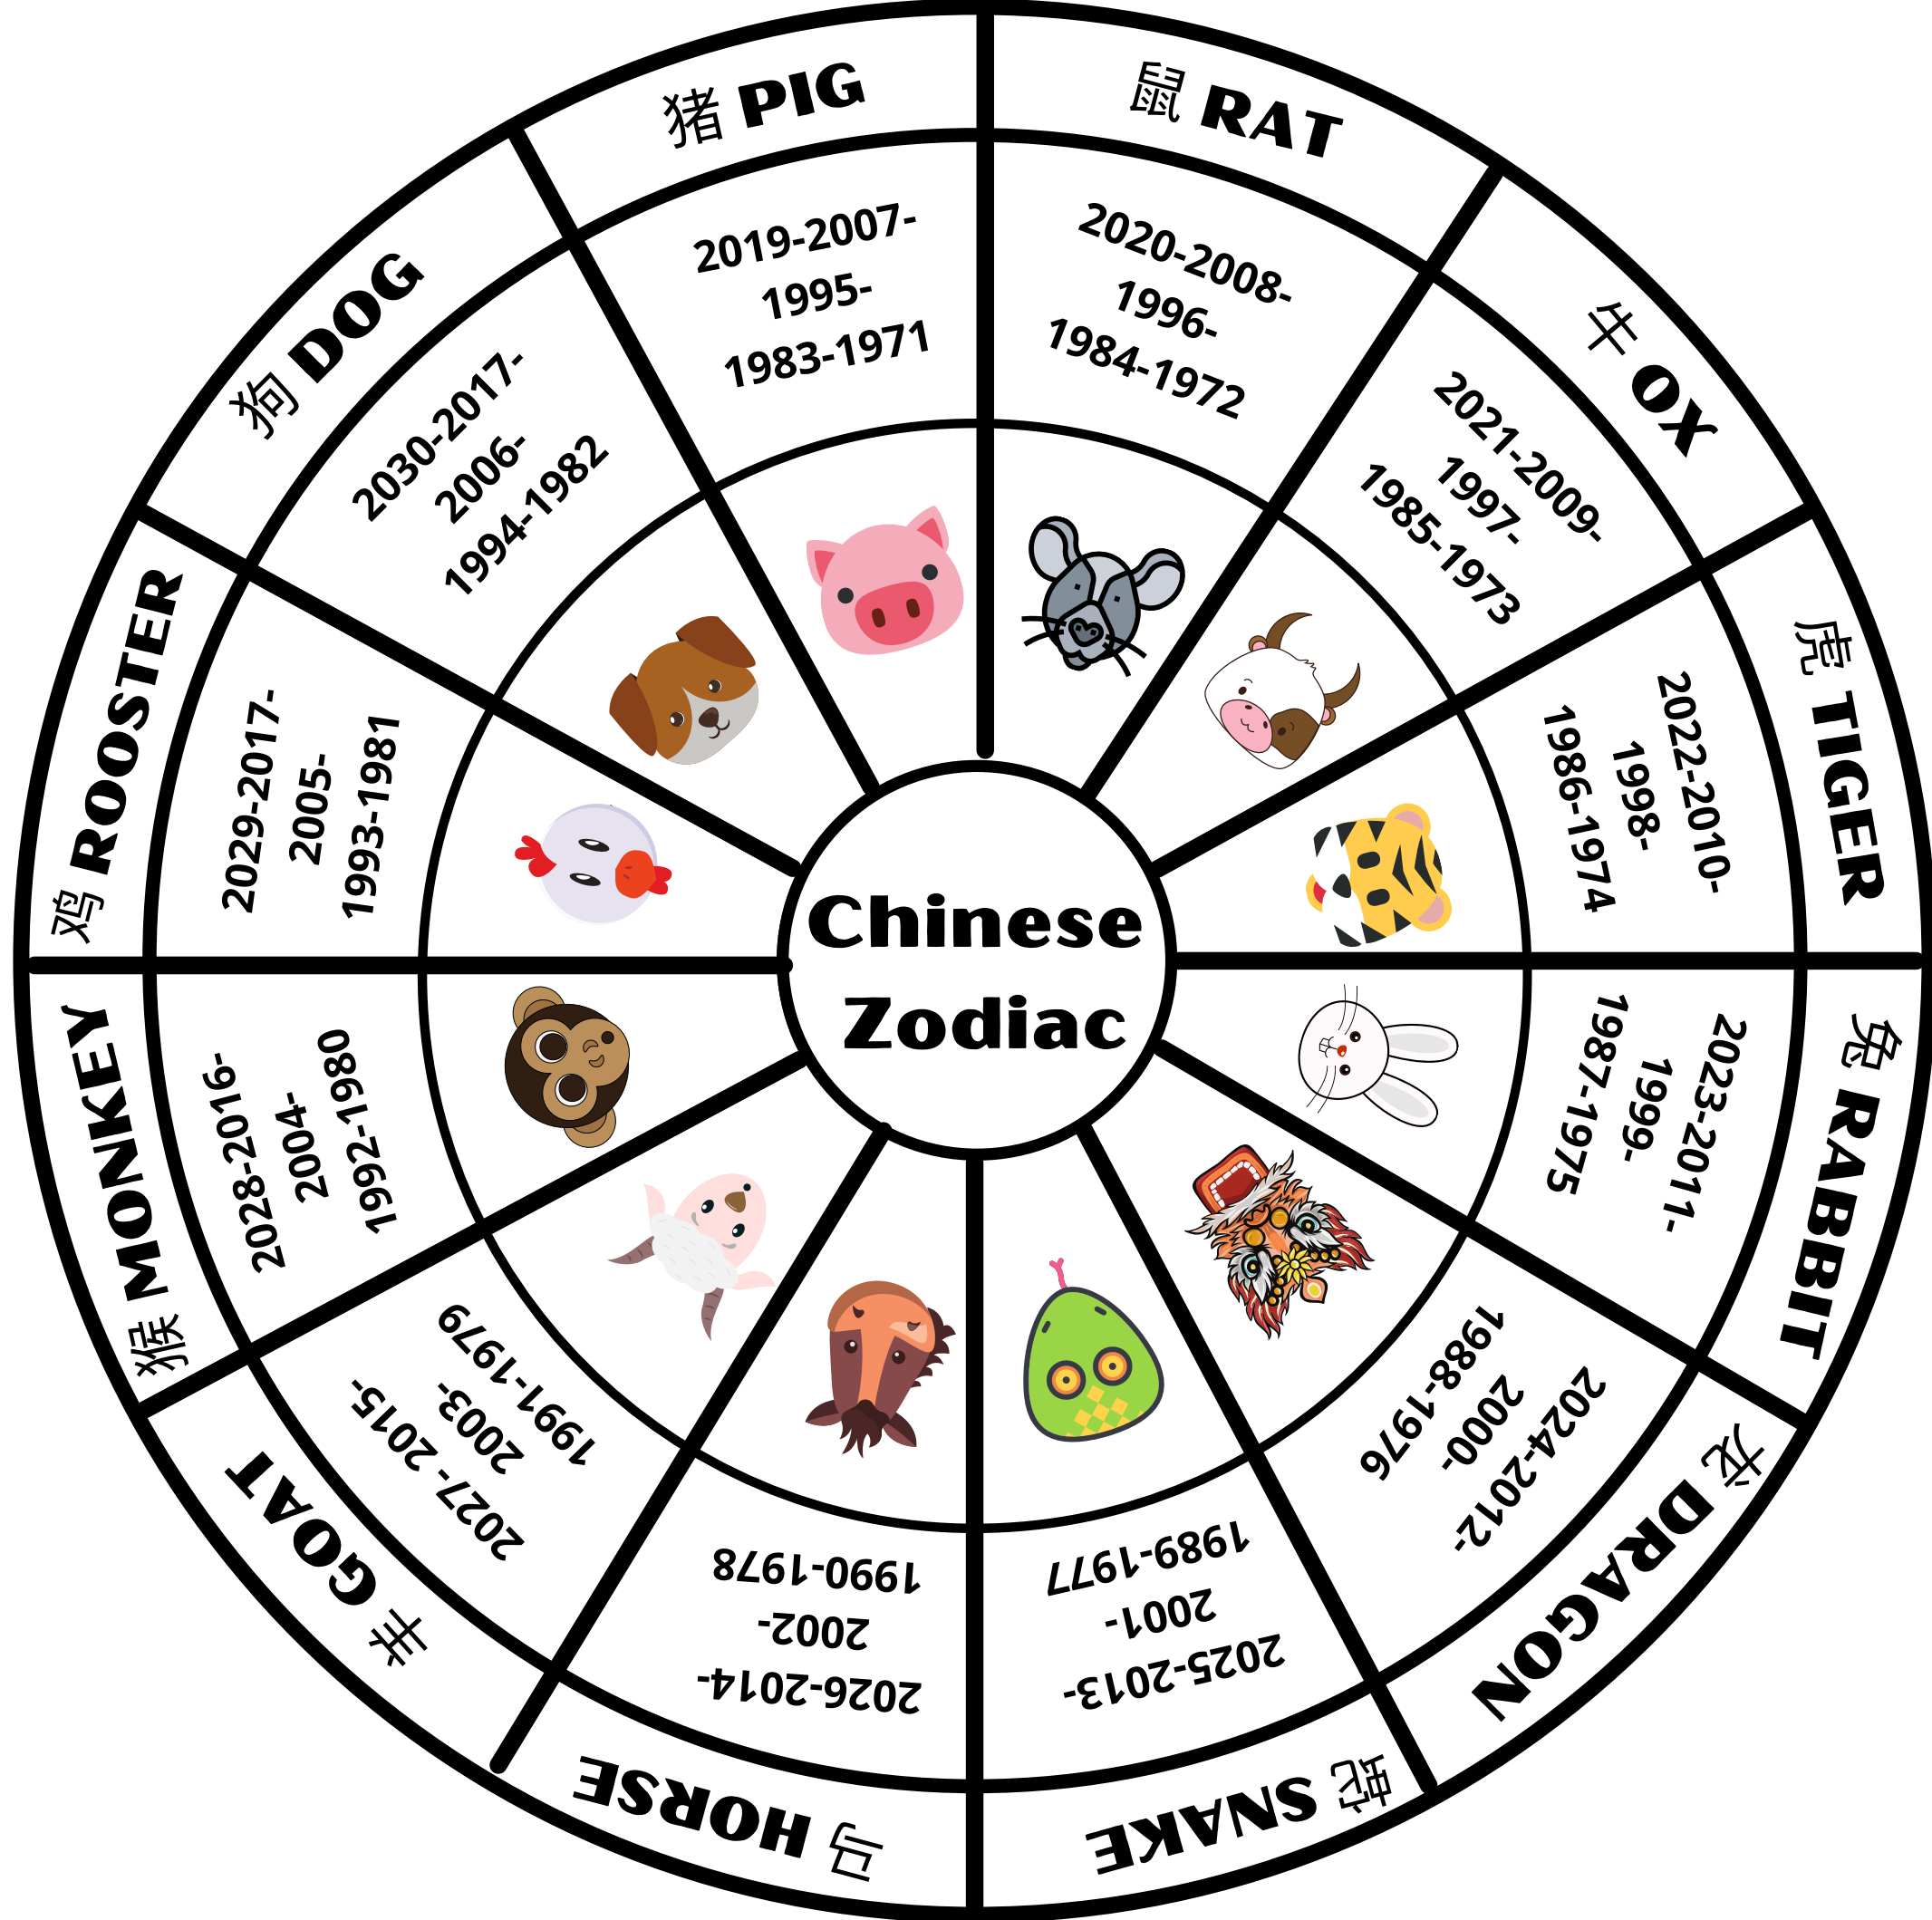 Chinese
Zodiac
鼠 RAT
2020-2008-
1996-
1984-1972
牛 OX
2021-2009-
1997-
1985-1973
虎 TIGER
2022-2010-
1998-
1986-1974
兔 RABBIT
2023-2011-
1999-
1987-1975
龙 DRAGON
2024-2012-
2000-
1988-1976
蛇 SNAKE
2025-2013-
2001-
1989-1977
马 HORSE
2026-2014-
2002-
1990-1978
羊 GOAT
2027- 2015-
2003-
1991-1979
猴 MONKEY
2028-2016-
2004-
1992-1980
鸡 ROOSTER
2029-2017-
2005-
1993-1981
狗 DOG
2030-2017-
2006-
1994-1982
猪 PIG
2019-2007-
1995-
1983-1971